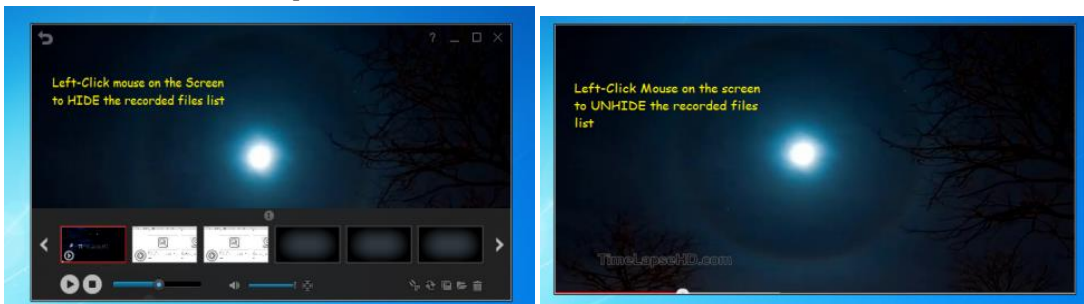 Left-Click mouse on the Screen
to HIDE the recorded files list
Left-Click Mouse on the screen
to UNHIDE the recorded files
list
TimeLapseHD.com